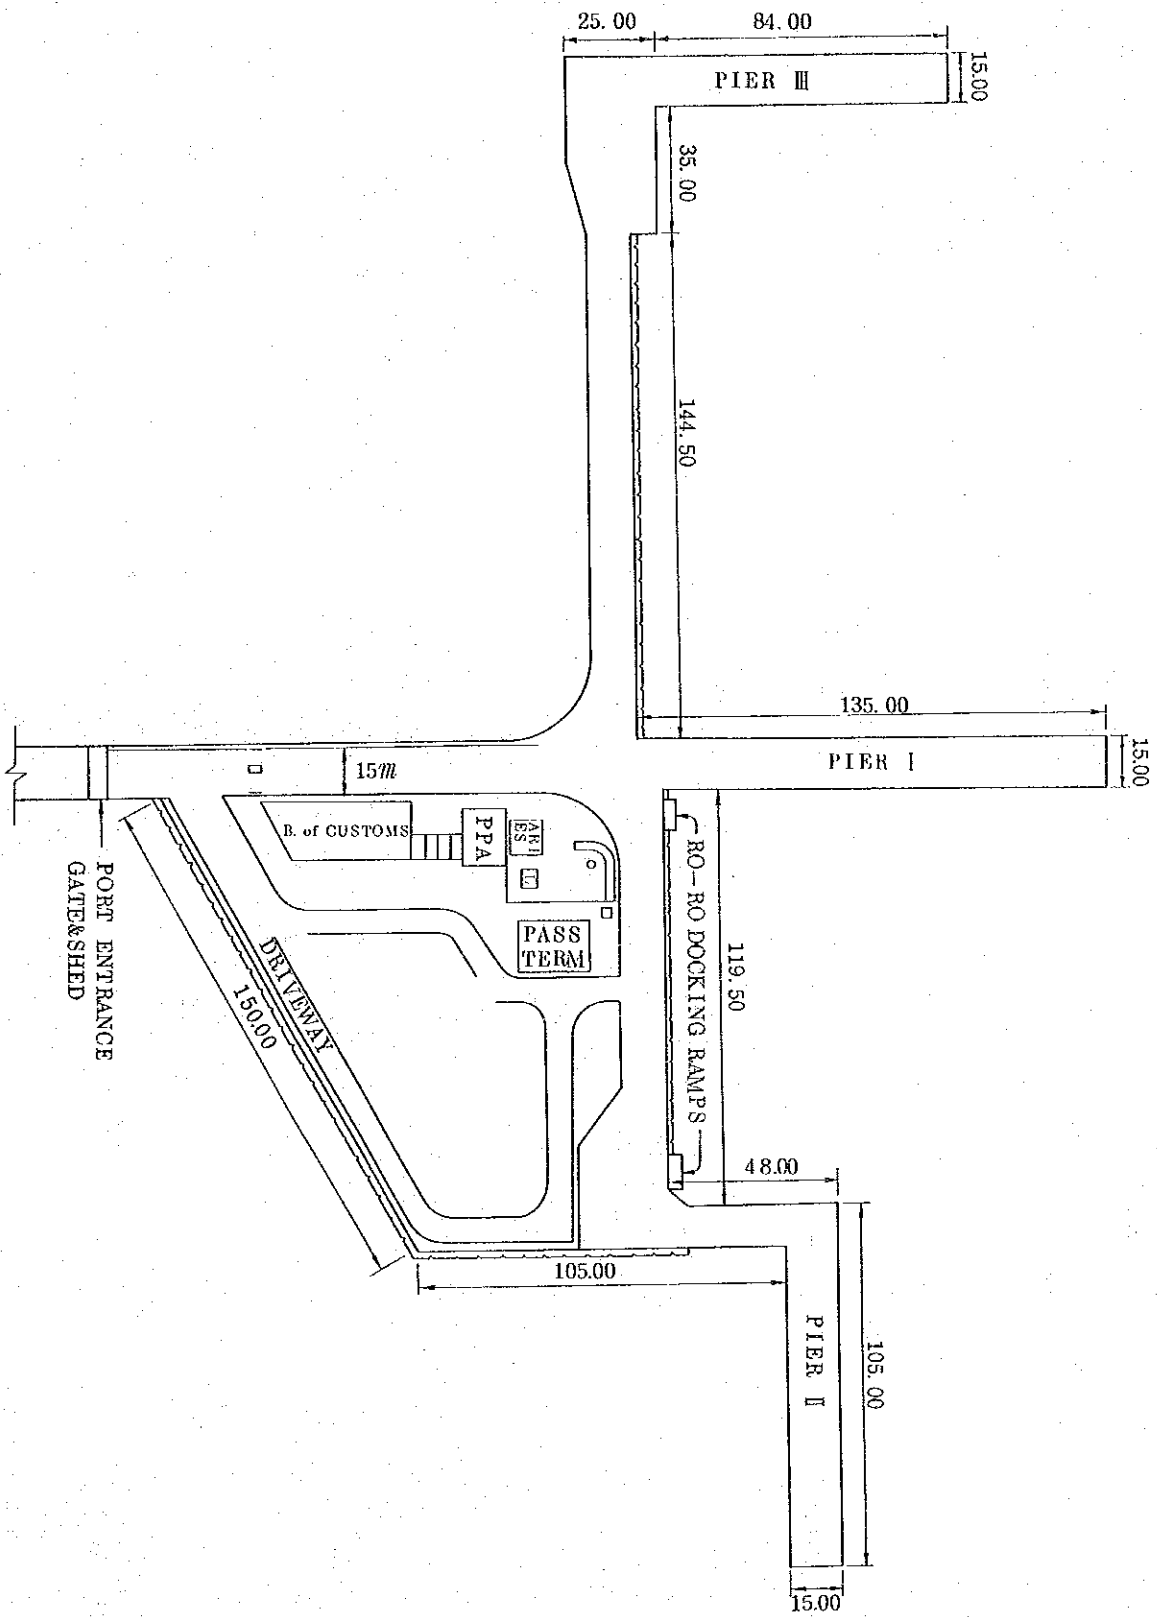 25.00
84.00
15.00
PIER Ⅲ
35.00
144.50
135.00
15.00
PIER Ⅰ
15m
B. of CUSTOMS
PPA
PASS
TERM
RO-RO DOCKING RAMPS
119.50
PORT ENTRANCE
GATE&SHED
DRIVEWAY
150.00
48.00
105.00
PIER Ⅱ
105.00
15.00